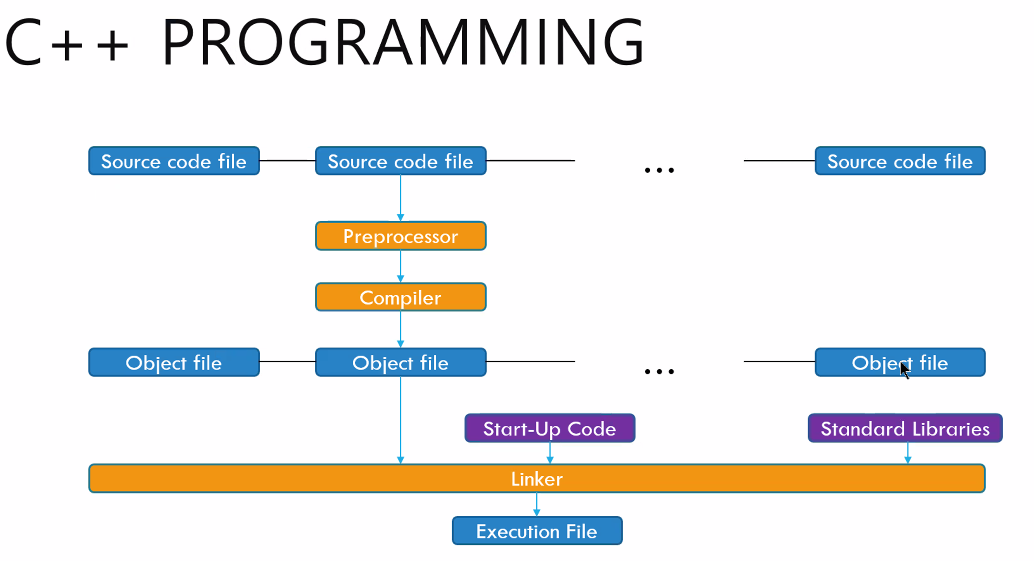 C++ PROGRAMMING
Source code file
Source code file
...
Source code file
Preprocessor
Compiler
Object file
Object file
...
Object file
Start-Up Code
Standard Libraries
Linker
Execution File